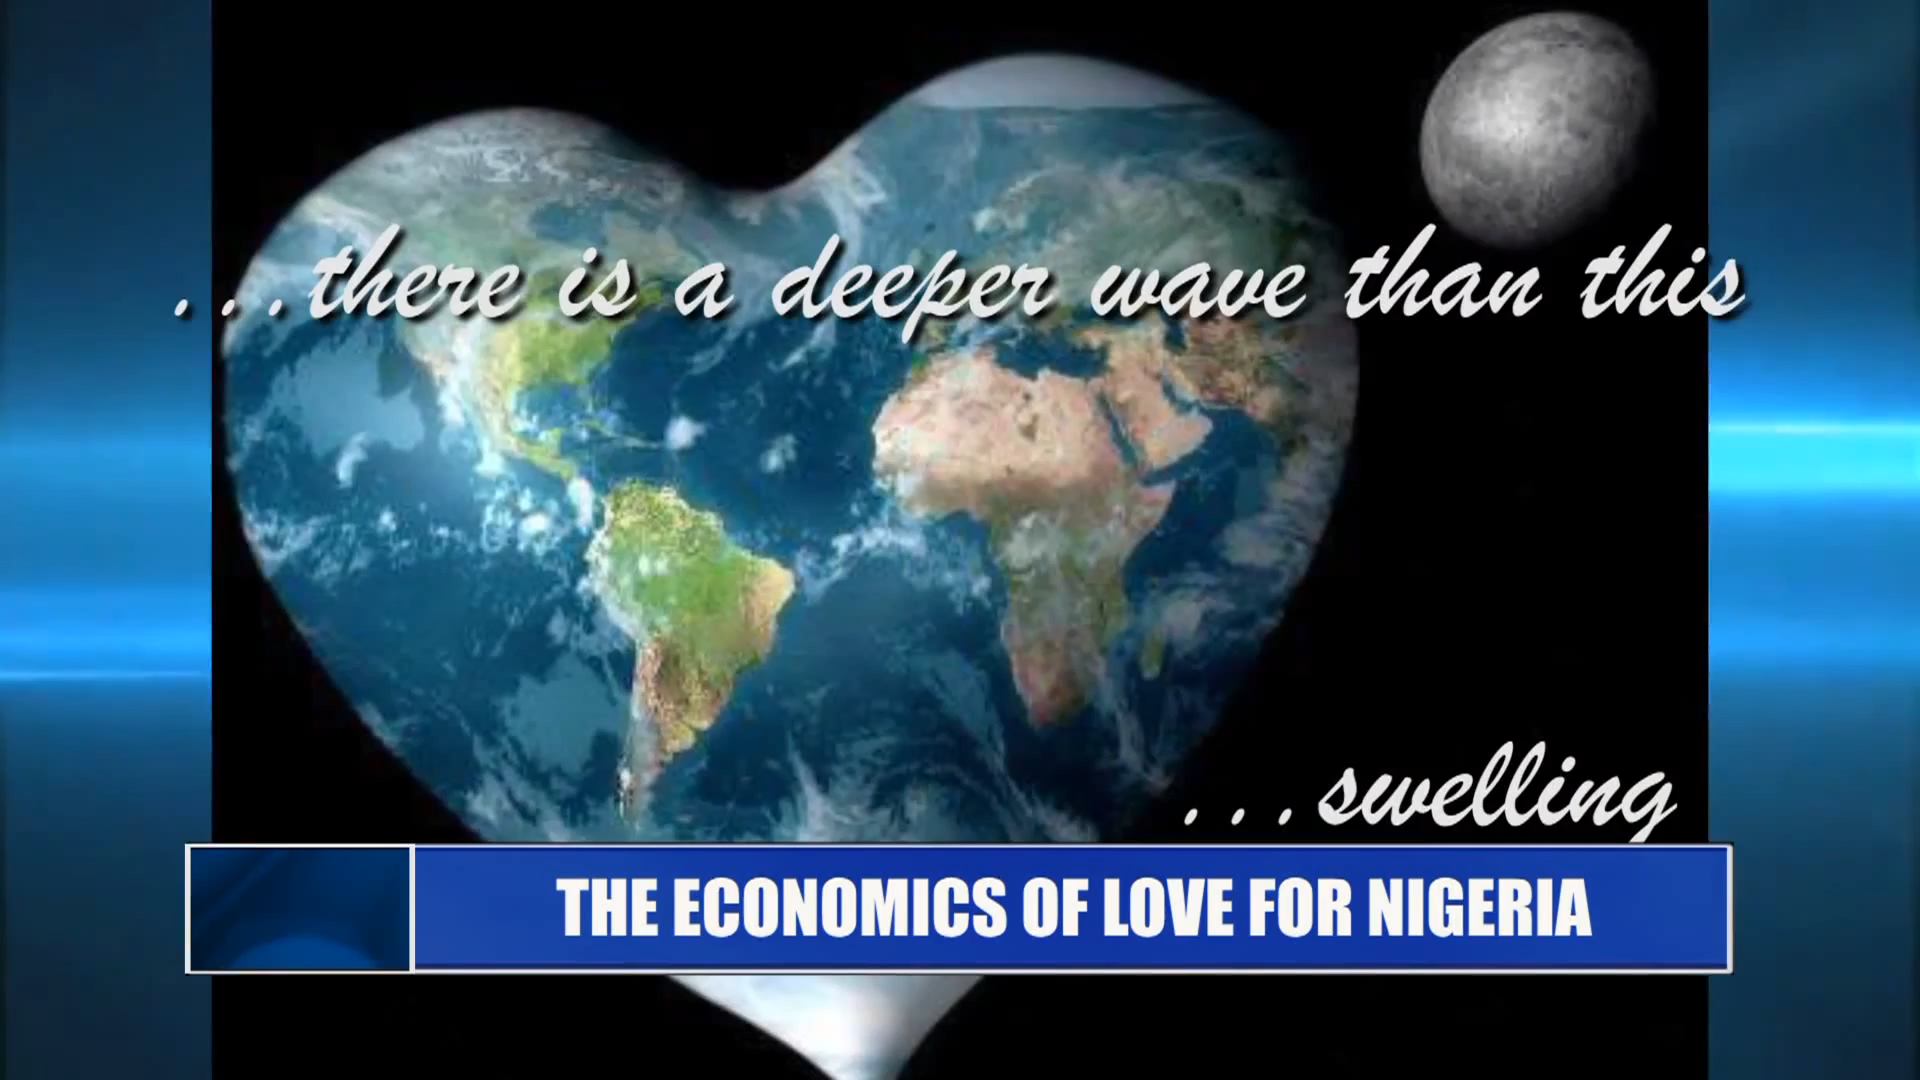 ...there is a deeper wave than this
...swelling
THE ECONOMICS OF LOVE FOR NIGERIA